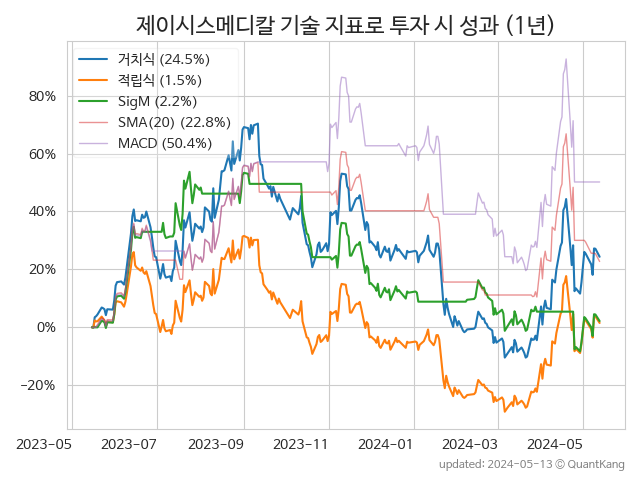 제이시스메디칼 기술 지표로 투자 시 성과 (1년)
거치식 (24.5%)
적립식 (1.5%)
SigM (2.2%)
SMA(20) (22.8%)
MACD (50.4%)
80%
60%
40%
20%
0%
−20%
2023-05 2023-07 2023-09 2023-11 2024-01 2024-03 2024-05
updated: 2024-05-13 © QuantKang